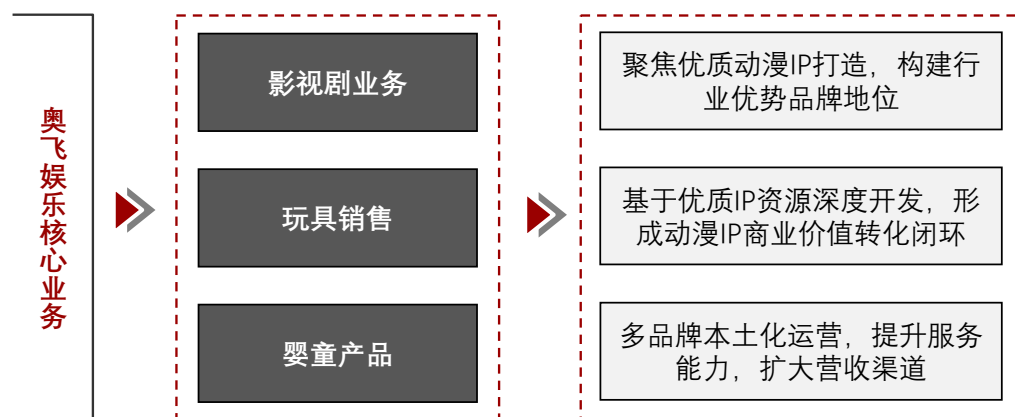 奥飞娱乐核心业务
影视剧业务
聚焦优质动漫IP打造，构建行
业优势品牌地位
玩具销售
基于优质IP资源深度开发，形
成动漫IP商业价值转化闭环
婴童产品
多品牌本土化运营，提升服务
能力，扩大营收渠道